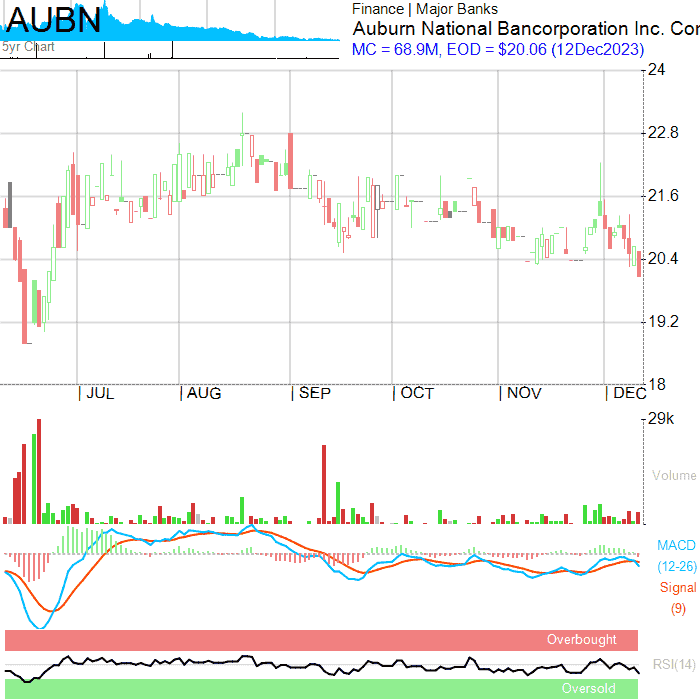 AUBN
5yr Chart
Finance | Major Banks
Auburn National Bancorporation Inc. Cor
MC = 68.9M, EOD = $20.06 (12Dec2023)
24
22.8
21.6
20.4
19.2
18
| JUL | AUG | SEP | OCT | NOV | DEC
29k
Volume
MACD
(12-26)
Signal
(9)
Overbought
RSI(14)
Oversold